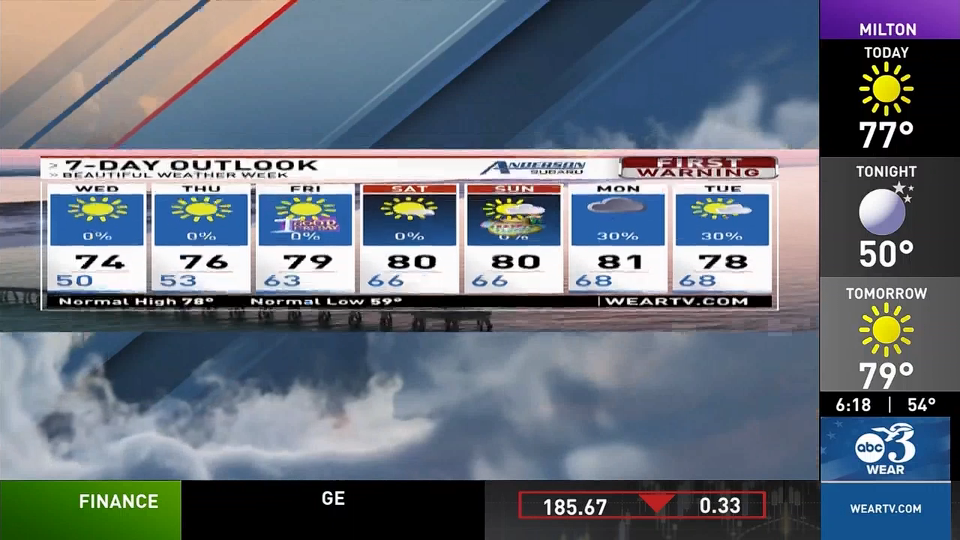 7-DAY OUTLOOK
BEAUTIFUL WEATHER WEEK
ANDERSON
SUBARU
FIRST
WARNING
WED THU FRI SAT SUN MON TUE
0% 0% 0% 0% 0% 30% 30%
74 76 79 80 80 81 78
50 53 63 66 66 68 68
Normal High 78° Normal Low 59° WEARTV.COM
MILTON
TODAY
77°
TONIGHT
50°
TOMORROW
79°
6:18 | 54°
abc 3
WEAR
WEARTV.COM
FINANCE
GE
185.67 0.33